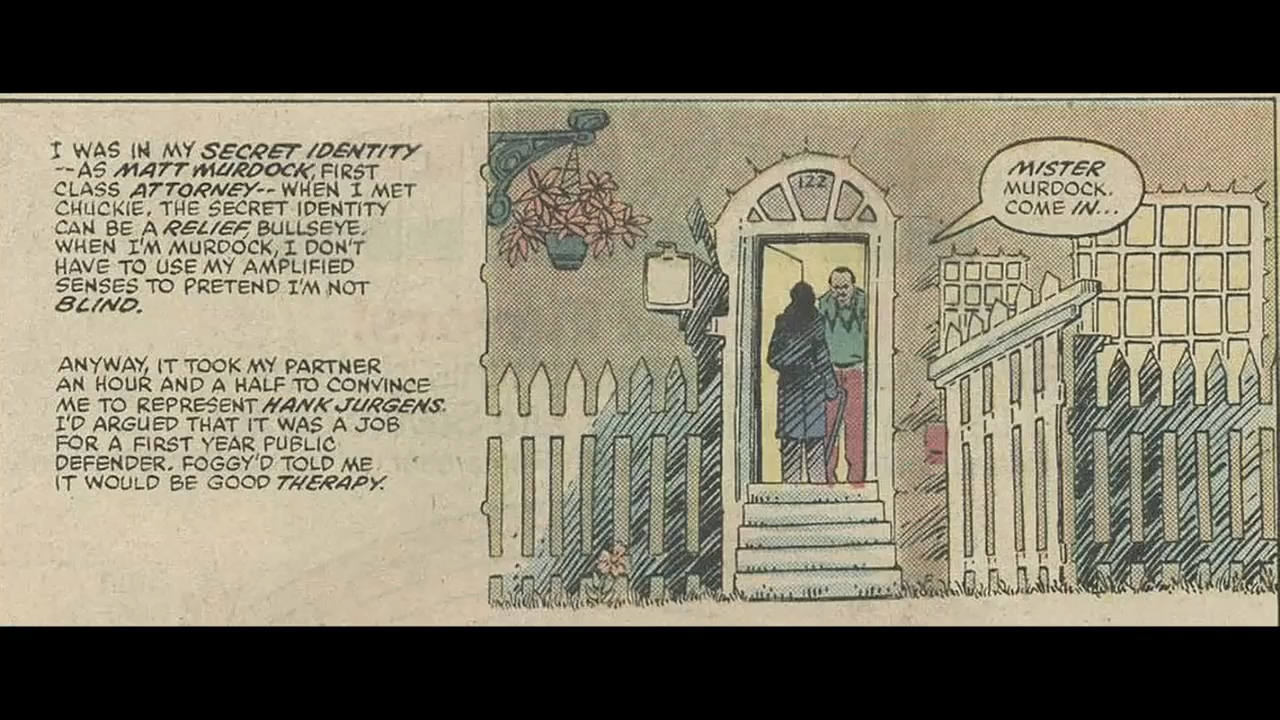 I WAS IN MY SECRET IDENTITY
--AS MATT MURDOCK, FIRST
CLASS ATTORNEY-- WHEN I MET
CHUCKIE. THE SECRET IDENTITY
CAN BE A RELIEF, BULLSEYE.
WHEN I'M MURDOCK, I DON'T
HAVE TO USE MY AMPLIFIED
SENSES TO PRETEND I'M NOT
BLIND.
ANYWAY, IT TOOK MY PARTNER
AN HOUR AND A HALF TO CONVINCE
ME TO REPRESENT HANK JURGENS.
I'D ARGUED THAT IT WAS A JOB
FOR A FIRST YEAR PUBLIC
DEFENDER. FOGGY'D TOLD ME
IT WOULD BE GOOD THERAPY.
122
MISTER
MURDOCK.
COME IN...